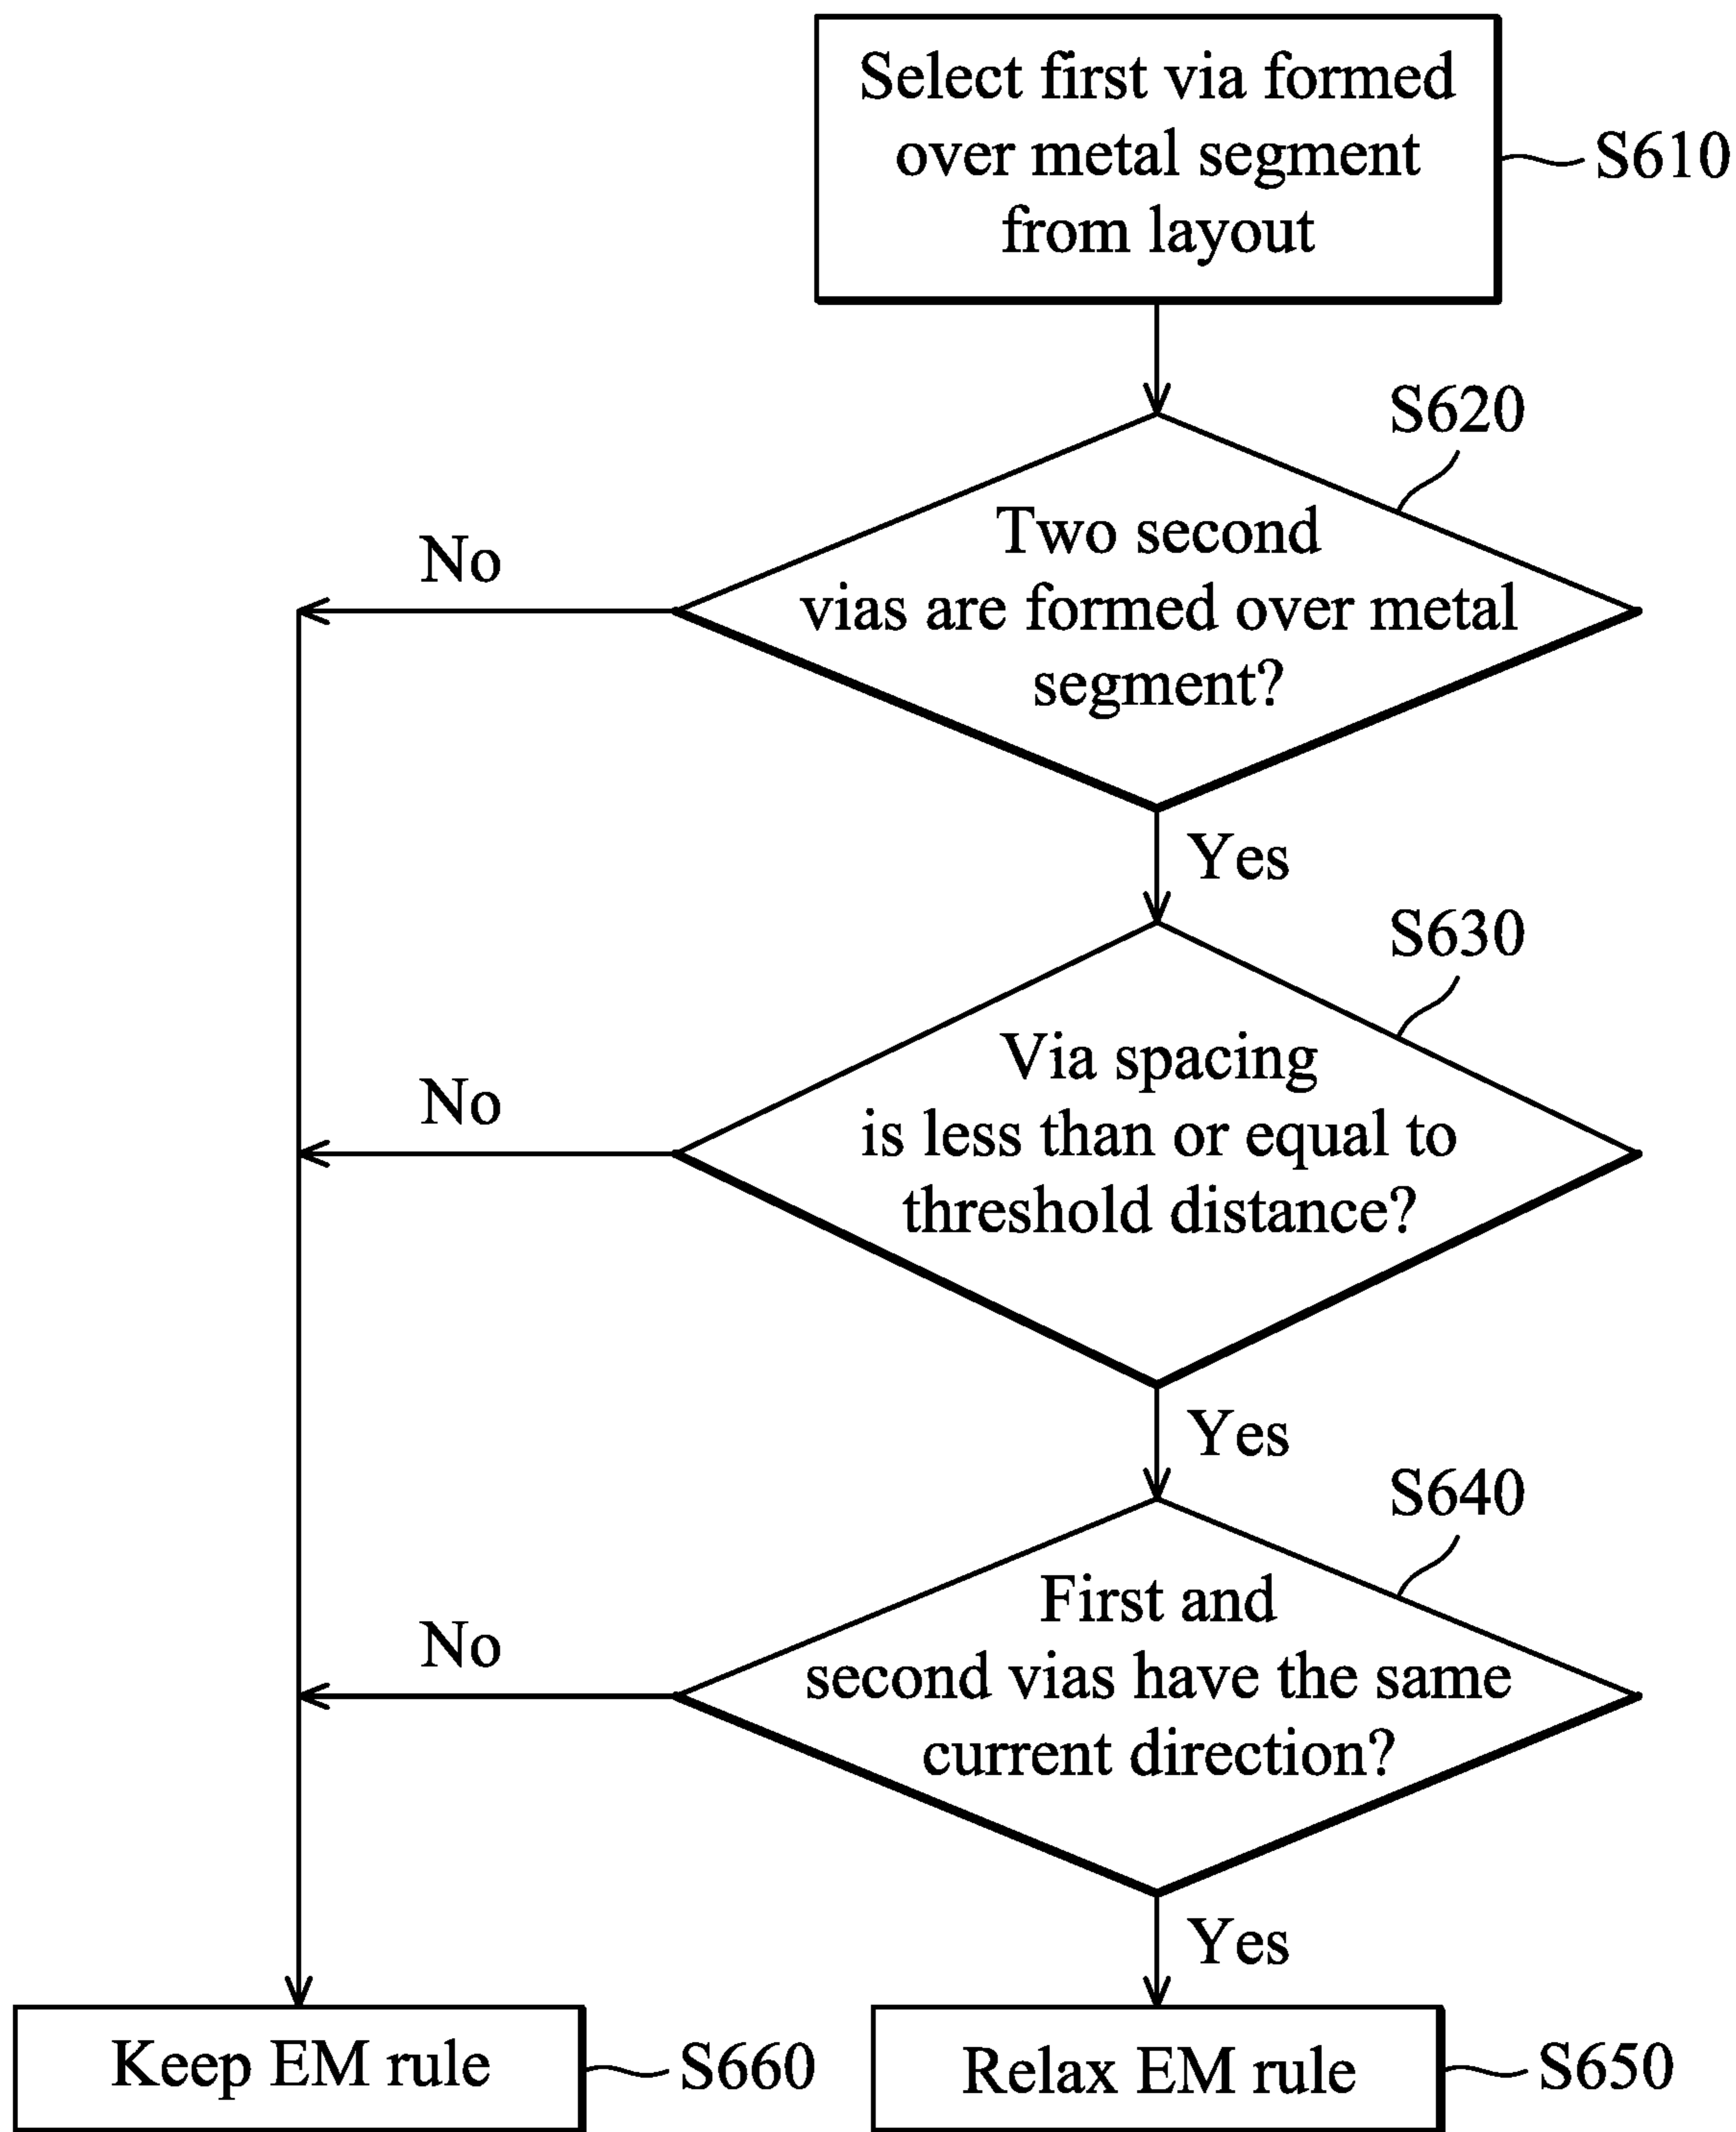 Select first via formed
over metal segment
from layout
S610
S620
Two second
vias are formed over metal
segment?
No
Yes
S630
Via spacing
is less than or equal to
threshold distance?
No
Yes
S640
First and
second vias have the same
current direction?
No
Yes
Keep EM rule
S660
Relax EM rule
S650